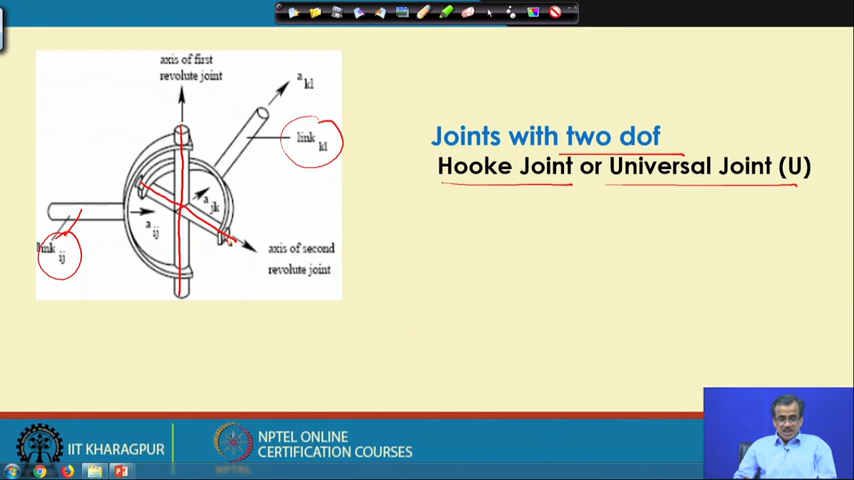 axis of first
revolute joint
a kl
link kl
a jk
a ij
link ij
axis of second
revolute joint
Joints with two dof
Hooke Joint or Universal Joint (U)
IIT KHARAGPUR
NPTEL ONLINE
CERTIFICATION COURSES
NPTEL